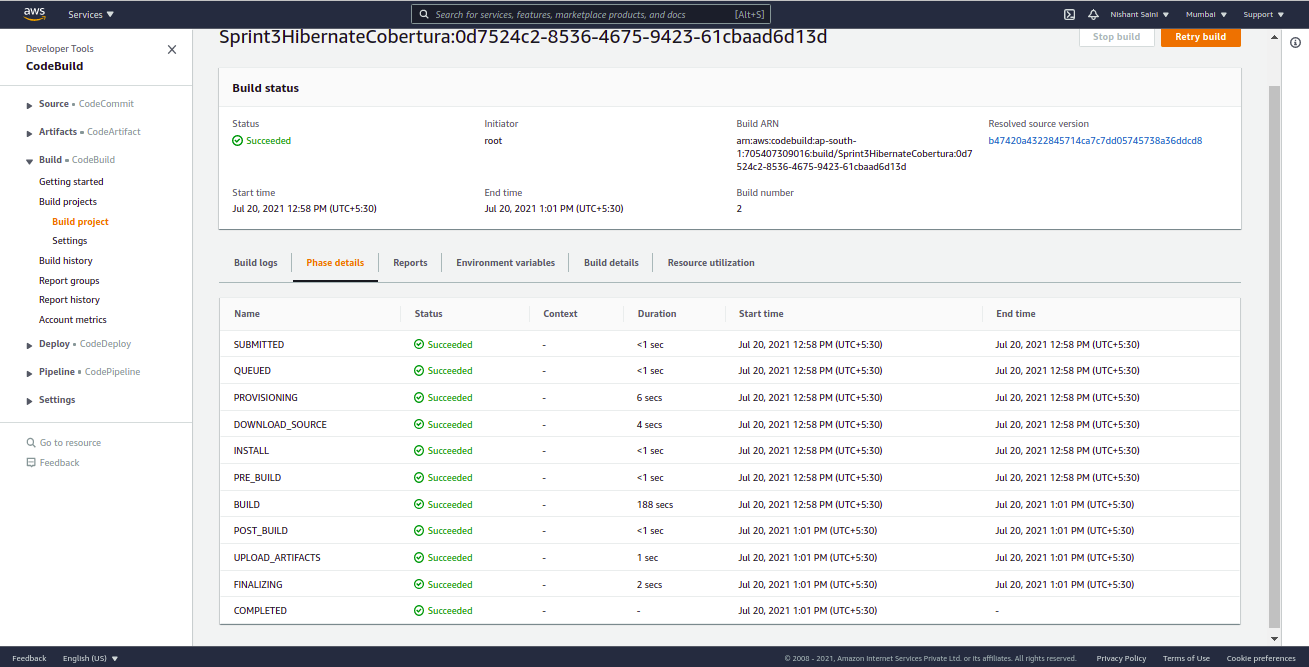 aws Services Search for services, features, marketplace products, and docs [Alt+S] Nishant Saini Mumbai Support
Developer Tools
CodeBuild
Source • CodeCommit
Artifacts • CodeArtifact
Build • CodeBuild
Getting started
Build projects
Build project
Settings
Build history
Report groups
Report history
Account metrics
Deploy • CodeDeploy
Pipeline • CodePipeline
Settings
Go to resource
Feedback
Sprint3HibernateCobertura:0d7524c2-8536-4675-9423-61cbaad6d13d Stop build Retry build
Build status
Status Initiator Build ARN Resolved source version
Succeeded root arn:aws:codebuild:ap-south- b47420a4322845714ca7c7dd05745738a36ddcd8
1:705407309016:build/Sprint3HibernateCobertura:0d7
524c2-8536-4675-9423-61cbaad6d13d
Start time End time Build number
Jul 20, 2021 12:58 PM (UTC+5:30) Jul 20, 2021 1:01 PM (UTC+5:30) 2
Build logs Phase details Reports Environment variables Build details Resource utilization
Name Status Context Duration Start time End time
SUBMITTED Succeeded - <1 sec Jul 20, 2021 12:58 PM (UTC+5:30) Jul 20, 2021 12:58 PM (UTC+5:30)
QUEUED Succeeded - <1 sec Jul 20, 2021 12:58 PM (UTC+5:30) Jul 20, 2021 12:58 PM (UTC+5:30)
PROVISIONING Succeeded - 6 secs Jul 20, 2021 12:58 PM (UTC+5:30) Jul 20, 2021 12:58 PM (UTC+5:30)
DOWNLOAD_SOURCE Succeeded - 4 secs Jul 20, 2021 12:58 PM (UTC+5:30) Jul 20, 2021 12:58 PM (UTC+5:30)
INSTALL Succeeded - <1 sec Jul 20, 2021 12:58 PM (UTC+5:30) Jul 20, 2021 12:58 PM (UTC+5:30)
PRE_BUILD Succeeded - <1 sec Jul 20, 2021 12:58 PM (UTC+5:30) Jul 20, 2021 12:58 PM (UTC+5:30)
BUILD Succeeded - 188 secs Jul 20, 2021 12:58 PM (UTC+5:30) Jul 20, 2021 1:01 PM (UTC+5:30)
POST_BUILD Succeeded - <1 sec Jul 20, 2021 1:01 PM (UTC+5:30) Jul 20, 2021 1:01 PM (UTC+5:30)
UPLOAD_ARTIFACTS Succeeded - 1 sec Jul 20, 2021 1:01 PM (UTC+5:30) Jul 20, 2021 1:01 PM (UTC+5:30)
FINALIZING Succeeded - 2 secs Jul 20, 2021 1:01 PM (UTC+5:30) Jul 20, 2021 1:01 PM (UTC+5:30)
COMPLETED Succeeded - - Jul 20, 2021 1:01 PM (UTC+5:30) -
Feedback English (US) © 2008 - 2021, Amazon Internet Services Private Ltd. or its affiliates. All rights reserved. Privacy Policy Terms of Use Cookie preferences